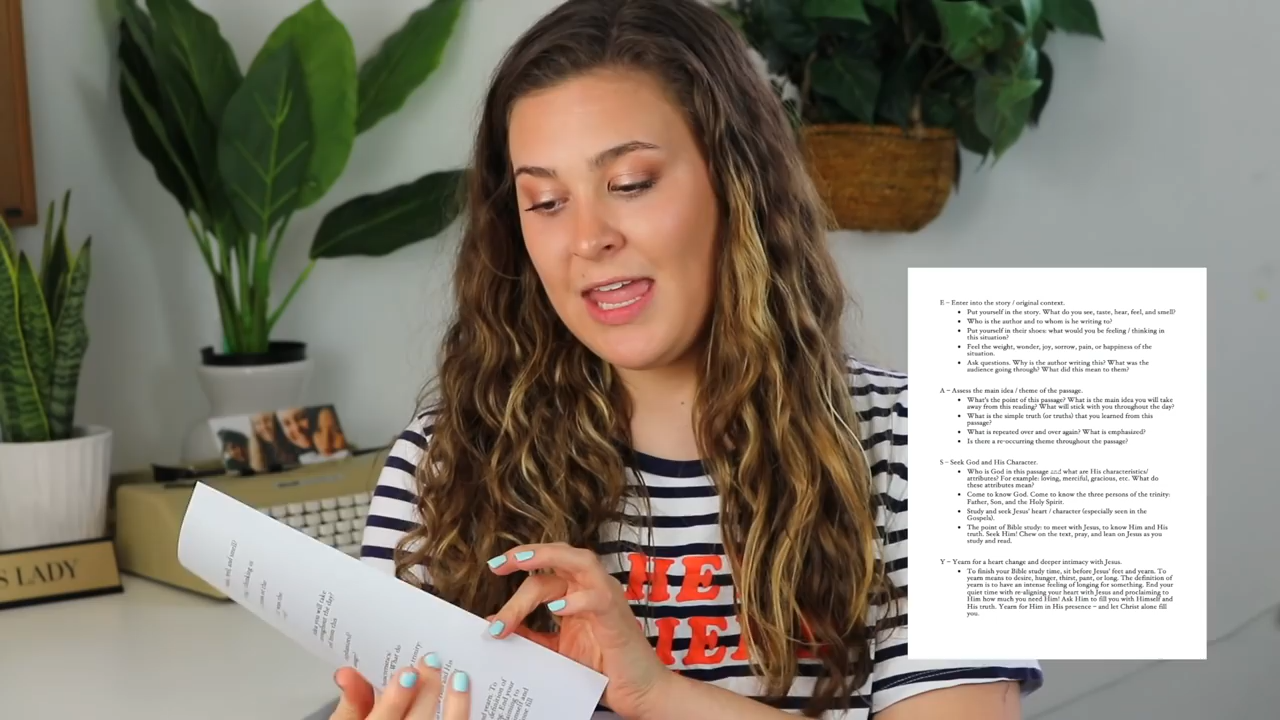 E – Enter into the story / original context.
• Put yourself in the story. What do you see, taste, hear, feel, and smell?
• Who is the author and to whom is he writing to?
• Put yourself in their shoes: what would you be feeling / thinking in
this situation?
• Feel the weight, wonder, joy, sorrow, pain, or happiness of the
situation.
• Ask questions. Why is the author writing this? What was the
audience going through? What did this mean to them?
A – Assess the main idea / theme of the passage.
• What's the point of this passage? What is the main idea you will take
away from this reading? What will stick with you throughout the day?
• What is the simple truth (or truths) that you learned from this
passage?
• What is repeated over and over again? What is emphasized?
• Is there a re-occurring theme throughout the passage?
S – Seek God and His Character.
• Who is God in this passage and what are His characteristics/
attributes? For example: loving, merciful, gracious, etc. What do
these attributes mean?
• Come to know God. Come to know the three persons of the trinity:
Father, Son, and the Holy Spirit.
• Study and seek Jesus' heart / character (especially seen in the
Gospels).
• The point of Bible study: to meet with Jesus, to know Him and His
truth. Seek Him! Chew on the text, pray, and lean on Jesus as you
study and read.
Y – Yearn for a heart change and deeper intimacy with Jesus.
• To finish your Bible study time, sit before Jesus' feet and yearn. To
yearn means to desire, hunger, thirst, pant, or long. The definition of
yearn is to have an intense feeling of longing for something. End your
quiet time with re-aligning your heart with Jesus and proclaiming to
Him how much you need Him! Ask Him to fill you with Himself and
His truth. Yearn for Him in His presence – and let Christ alone fill
you.
S LADY